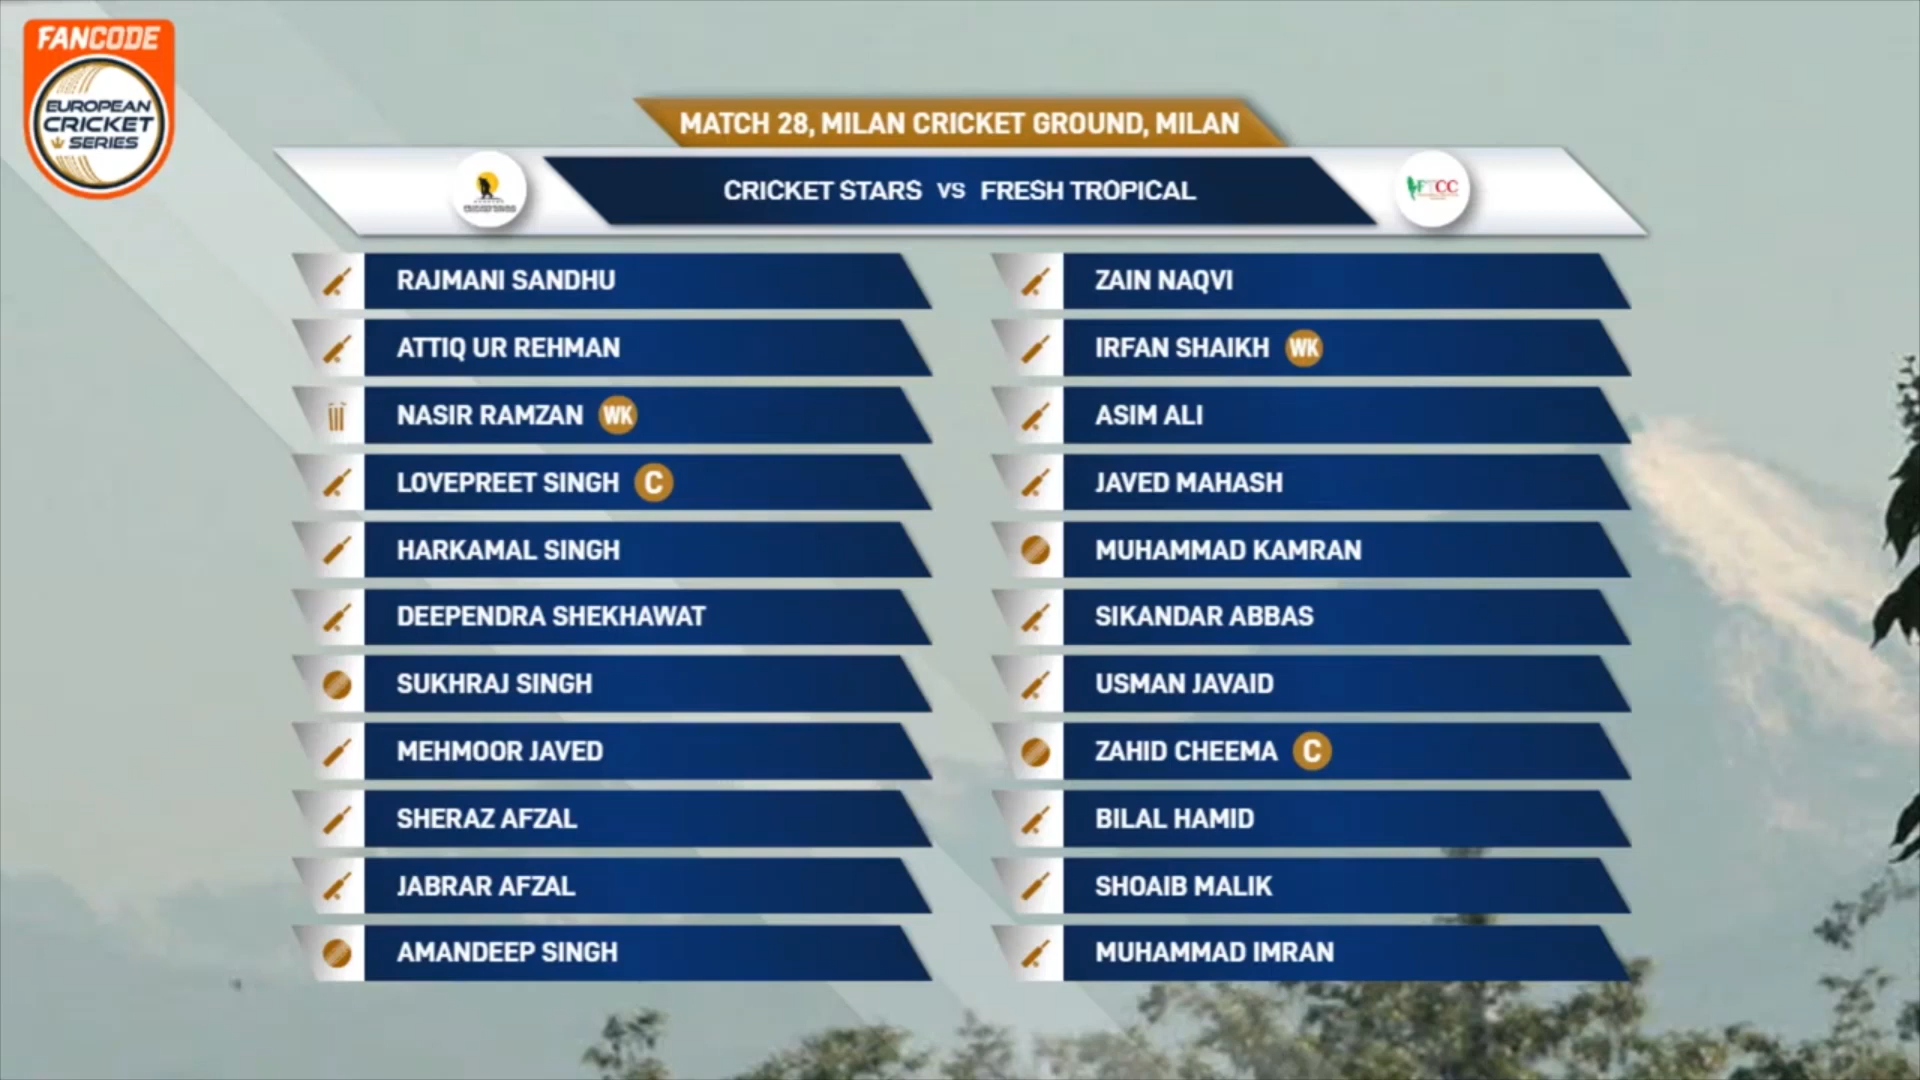 FANCODE
EUROPEAN
CRICKET
SERIES
MATCH 28, MILAN CRICKET GROUND, MILAN
CRICKET STARS VS FRESH TROPICAL
FTCC
RAJMANI SANDHU
ATTIQ UR REHMAN
NASIR RAMZAN WK
LOVEPREET SINGH C
HARKAMAL SINGH
DEEPENDRA SHEKHAWAT
SUKHRAJ SINGH
MEHMOOR JAVED
SHERAZ AFZAL
JABRAR AFZAL
AMANDEEP SINGH
ZAIN NAQVI
IRFAN SHAIKH WK
ASIM ALI
JAVED MAHASH
MUHAMMAD KAMRAN
SIKANDAR ABBAS
USMAN JAVAID
ZAHID CHEEMA C
BILAL HAMID
SHOAIB MALIK
MUHAMMAD IMRAN